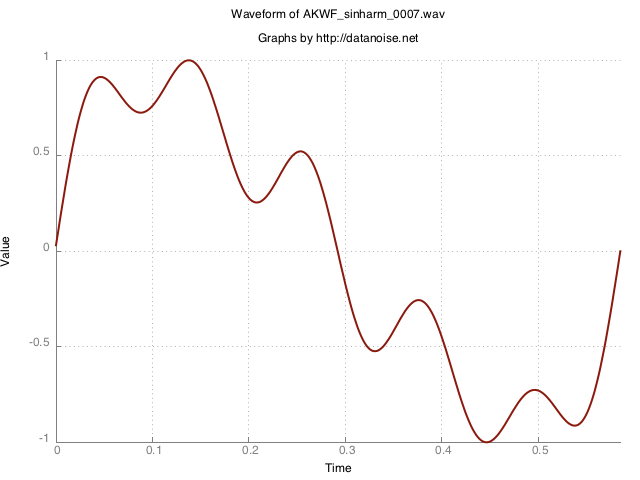 Waveform of AKWF_sinharm_0007.wav
Graphs by http://datanoise.net
1
0.5
0
-0.5
-1
Value
0 0.1 0.2 0.3 0.4 0.5
Time